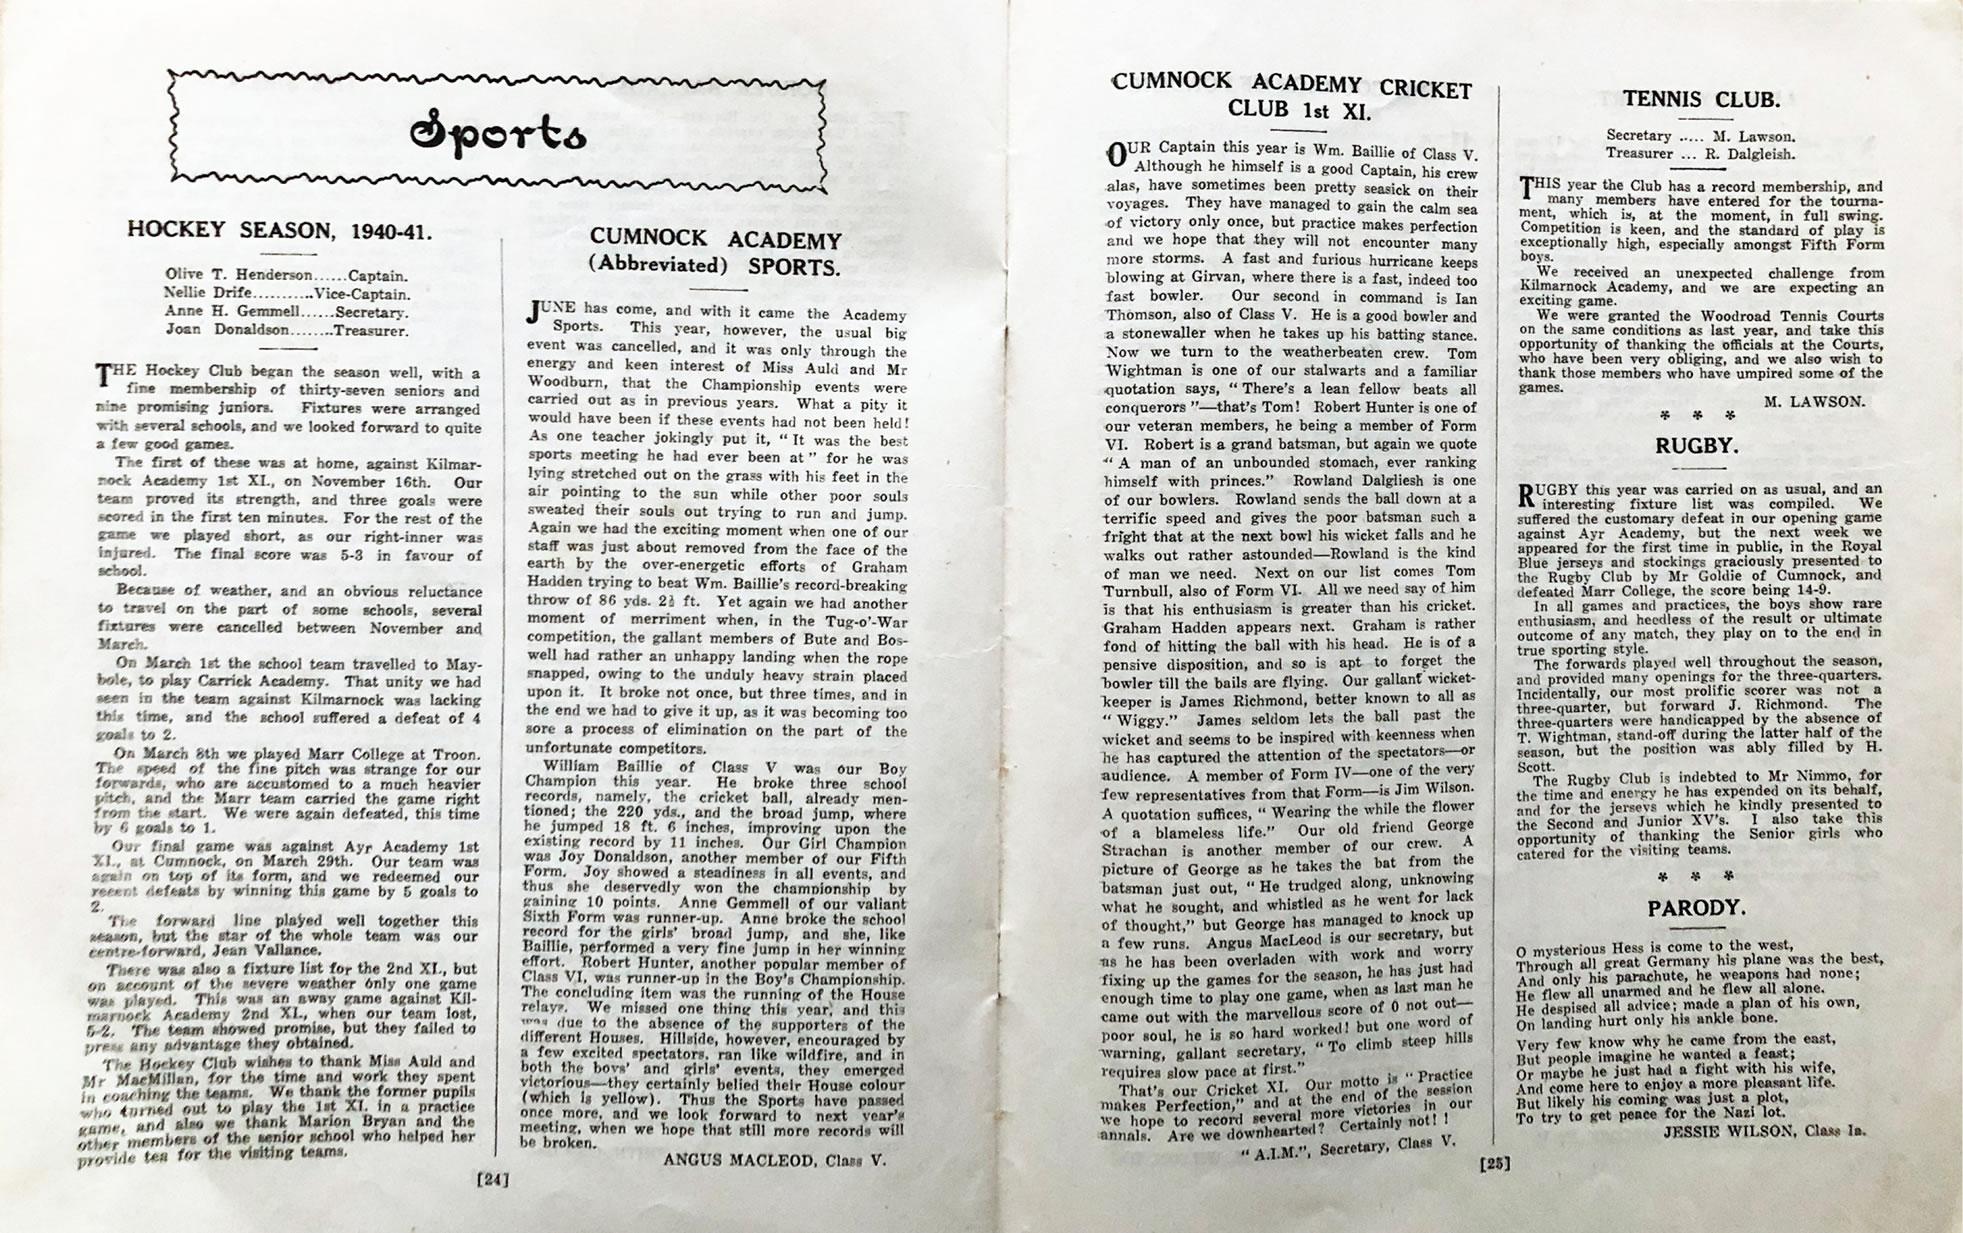 Sports
HOCKEY SEASON, 1940-41.
Olive T. Henderson......Captain.
Nellie Drife...........Vice-Captain.
Anne H. Gemmell......Secretary.
Joan Donaldson........Treasurer.
THE Hockey Club began the season well, with a
fine membership of thirty-seven seniors and
nine promising juniors. Fixtures were arranged
with several schools, and we looked forward to quite
a few good games.
The first of these was at home, against Kilmar-
nock Academy 1st XI., on November 16th. Our
team proved its strength, and three goals were
scored in the first ten minutes. For the rest of the
game we played short, as our right-inner was
injured. The final score was 5-3 in favour of
school.
Because of weather, and an obvious reluctance
to travel on the part of some schools, several
fixtures were cancelled between November and
March.
On March 1st the school team travelled to May-
bole, to play Carrick Academy. That unity we had
seen in the team against Kilmarnock was lacking
this time, and the school suffered a defeat of 4
goals to 2.
On March 8th we played Marr College at Troon.
The speed of the fine pitch was strange for our
forwards, who are accustomed to a much heavier
pitch, and the Marr team carried the game right
from the start. We were again defeated, this time
by 6 goals to 1.
Our final game was against Ayr Academy 1st
XI., at Cumnock, on March 29th. Our team was
again on top of its form, and we redeemed our
recent defeats by winning this game by 5 goals to
2.
The forward line played well together this
season, but the star of the whole team was our
centre-forward, Jean Vallance.
There was also a fixture list for the 2nd XI., but
on account of the severe weather only one game
was played. This was an away game against Kil-
marnock Academy 2nd XI., when our team lost,
5-2. The team showed promise, but they failed to
press any advantage they obtained.
The Hockey Club wishes to thank Miss Auld and
Mr MacMillan, for the time and work they spent
in coaching the teams. We thank the former pupils
who turned out to play the 1st XI. in a practice
game, and also we thank Marion Bryan and the
other members of the senior school who helped her
provide tea for the visiting teams.
CUMNOCK ACADEMY
(Abbreviated) SPORTS.
JUNE has come, and with it came the Academy
Sports. This year, however, the usual big
event was cancelled, and it was only through the
energy and keen interest of Miss Auld and Mr
Woodburn, that the Championship events were
carried out as in previous years. What a pity it
would have been if these events had not been held!
As one teacher jokingly put it, "It was the best
sports meeting he had ever been at" for he was
lying stretched out on the grass with his feet in the
air pointing to the sun while other poor souls
sweated their souls out trying to run and jump.
Again we had the exciting moment when one of our
staff was just about removed from the face of the
earth by the over-energetic efforts of Graham
Hadden trying to beat Wm. Baillie's record-breaking
throw of 86 yds. 2½ ft. Yet again we had another
moment of merriment when, in the Tug-o'-War
competition, the gallant members of Bute and Bos-
well had rather an unhappy landing when the rope
snapped, owing to the unduly heavy strain placed
upon it. It broke not once, but three times, and in
the end we had to give it up, as it was becoming too
sore a process of elimination on the part of the
unfortunate competitors.
William Baillie of Class V was our Boy
Champion this year. He broke three school
records, namely, the cricket ball, already men-
tioned; the 220 yds., and the broad jump, where
he jumped 18 ft. 6 inches, improving upon the
existing record by 11 inches. Our Girl Champion
was Joy Donaldson, another member of our Fifth
Form. Joy showed a steadiness in all events, and
thus she deservedly won the championship by
gaining 10 points. Anne Gemmell of our valiant
Sixth Form was runner-up. Anne broke the school
record for the girls' broad jump, and she, like
Baillie, performed a very fine jump in her winning
effort. Robert Hunter, another popular member of
Class VI, was runner-up in the Boy's Championship.
The concluding item was the running of the House
relays. We missed one thing this year, and this
was due to the absence of the supporters of the
different Houses. Hillside, however, encouraged by
a few excited spectators, ran like wildfire, and in
both the boys' and girls' events, they emerged
victorious—they certainly belied their House colour
(which is yellow). Thus the Sports have passed
once more, and we look forward to next year's
meeting, when we hope that still more records will
be broken.
ANGUS MACLEOD, Class V.
[24]
CUMNOCK ACADEMY CRICKET
CLUB 1st XI.
OUR Captain this year is Wm. Baillie of Class V.
Although he himself is a good Captain, his crew
alas, have sometimes been pretty seasick on their
voyages. They have managed to gain the calm sea
of victory only once, but practice makes perfection
and we hope that they will not encounter many
more storms. A fast and furious hurricane keeps
blowing at Girvan, where there is a fast, indeed too
fast bowler. Our second in command is Ian
Thomson, also of Class V. He is a good bowler and
a stonewaller when he takes up his batting stance.
Now we turn to the weatherbeaten crew. Tom
Wightman is one of our stalwarts and a familiar
quotation says, "There's a lean fellow beats all
conquerors"—that's Tom! Robert Hunter is one of
our veteran members, he being a member of Form
VI. Robert is a grand batsman, but again we quote
"A man of an unbounded stomach, ever ranking
himself with princes." Rowland Dalgliesh is one
of our bowlers. Rowland sends the ball down at a
terrific speed and gives the poor batsman such a
fright that at the next bowl his wicket falls and he
walks out rather astounded—Rowland is the kind
of man we need. Next on our list comes Tom
Turnbull, also of Form VI. All we need say of him
is that his enthusiasm is greater than his cricket.
Graham Hadden appears next. Graham is rather
fond of hitting the ball with his head. He is of a
pensive disposition, and so is apt to forget the
bowler till the bails are flying. Our gallant wicket-
keeper is James Richmond, better known to all as
"Wiggy." James seldom lets the ball past the
wicket and seems to be inspired with keenness when
he has captured the attention of the spectators—or
audience. A member of Form IV—one of the very
few representatives from that Form—is Jim Wilson.
A quotation suffices, "Wearing the while the flower
of a blameless life." Our old friend George
Strachan is another member of our crew. A
picture of George as he takes the bat from the
batsman just out, "He trudged along, unknowing
what he sought, and whistled as he went for lack
of thought," but George has managed to knock up
a few runs. Angus MacLeod is our secretary, but
as he has been overladen with work and worry
fixing up the games for the season, he has just had
enough time to play one game, when as last man he
came out with the marvellous score of 0 not out—
poor soul, he is so hard worked! but one word of
warning, gallant secretary, "To climb steep hills
requires slow pace at first."
That's our Cricket XI. Our motto is "Practice
makes Perfection," and at the end of the session
we hope to record several more victories in our
annals. Are we downhearted? Certainly not! !
"A.I.M.", Secretary, Class V.
TENNIS CLUB.
Secretary ..... M. Lawson.
Treasurer ... R. Dalgleish.
THIS year the Club has a record membership, and
many members have entered for the tourna-
ment, which is, at the moment, in full swing.
Competition is keen, and the standard of play is
exceptionally high, especially amongst Fifth Form
boys.
We received an unexpected challenge from
Kilmarnock Academy, and we are expecting an
exciting game.
We were granted the Woodroad Tennis Courts
on the same conditions as last year, and take this
opportunity of thanking the officials at the Courts,
who have been very obliging, and we also wish to
thank those members who have umpired some of the
games.
M. LAWSON.
* * *
RUGBY.
RUGBY this year was carried on as usual, and an
interesting fixture list was compiled. We
suffered the customary defeat in our opening game
against Ayr Academy, but the next week we
appeared for the first time in public, in the Royal
Blue jerseys and stockings graciously presented to
the Rugby Club by Mr Goldie of Cumnock, and
defeated Marr College, the score being 14-9.
In all games and practices, the boys show rare
enthusiasm, and heedless of the result or ultimate
outcome of any match, they play on to the end in
true sporting style.
The forwards played well throughout the season,
and provided many openings for the three-quarters.
Incidentally, our most prolific scorer was not a
three-quarter, but forward J. Richmond. The
three-quarters were handicapped by the absence of
T. Wightman, stand-off during the latter half of the
season, but the position was ably filled by H.
Scott.
The Rugby Club is indebted to Mr Nimmo, for
the time and energy he has expended on its behalf,
and for the jerseys which he kindly presented to
the Second and Junior XV's. I also take this
opportunity of thanking the Senior girls who
catered for the visiting teams.
* * *
PARODY.
O mysterious Hess is come to the west,
Through all great Germany his plane was the best,
And only his parachute, he weapons had none;
He flew all unarmed and he flew all alone.
He despised all advice; made a plan of his own,
On landing hurt only his ankle bone.
Very few know why he came from the east,
But people imagine he wanted a feast;
Or maybe he just had a fight with his wife,
And come here to enjoy a more pleasant life.
But likely his coming was just a plot,
To try to get peace for the Nazi lot.
JESSIE WILSON, Class Ia.
[25]